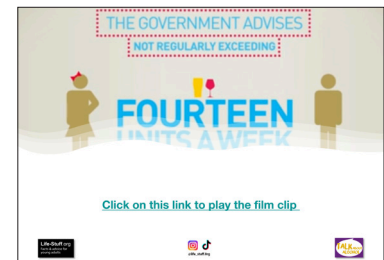 THE GOVERNMENT ADVISES
NOT REGULARLY EXCEEDING
FOURTEEN
UNITS A WEEK
Click on this link to play the film clip
Life-Stuff.org